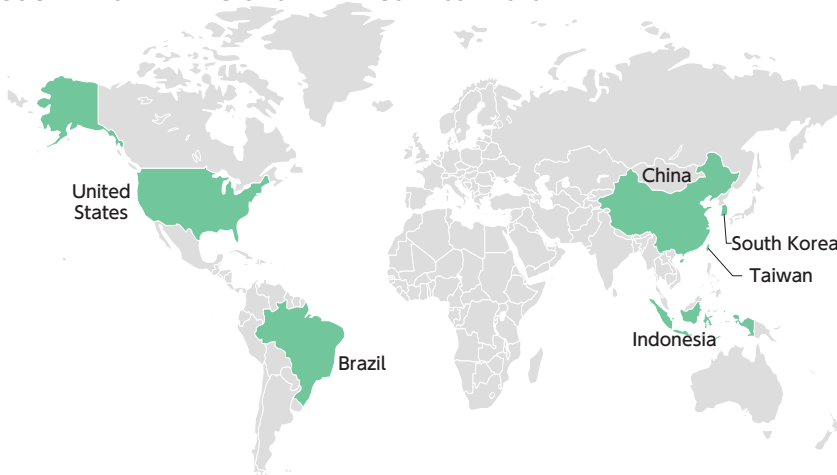 United
States
China
South Korea
Taiwan
Indonesia
Brazil